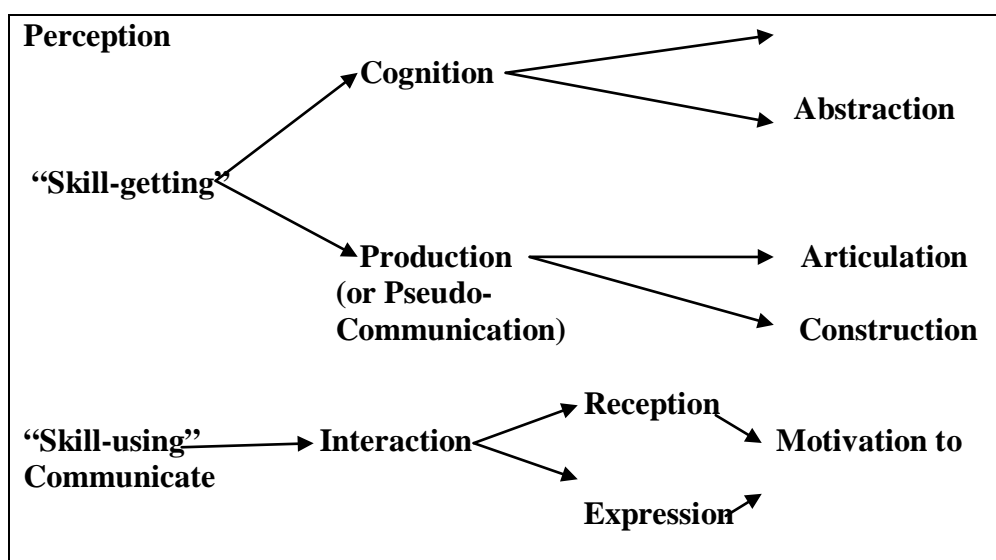 Perception
Cognition
Abstraction
“Skill-getting”
Production
(or Pseudo-
Communication)
Articulation
Construction
Reception
“Skill-using”
Interaction
Motivation to
Communicate
Expression